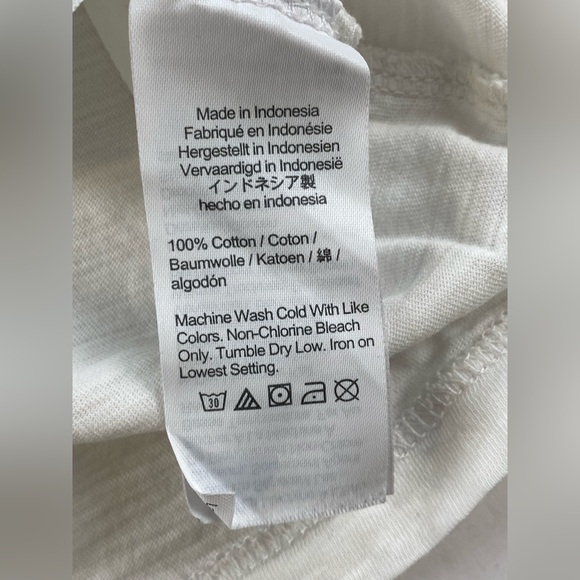 Made in Indonesia
Fabriqué en Indonésie
Hergestellt in Indonesien
Vervaardigd in Indonesië
インドネシア製
hecho en indonesia
100% Cotton / Coton /
Baumwolle / Katoen / 綿 /
algodón
Machine Wash Cold With Like
Colors. Non-Chlorine Bleach
Only. Tumble Dry Low. Iron on
Lowest Setting.
30